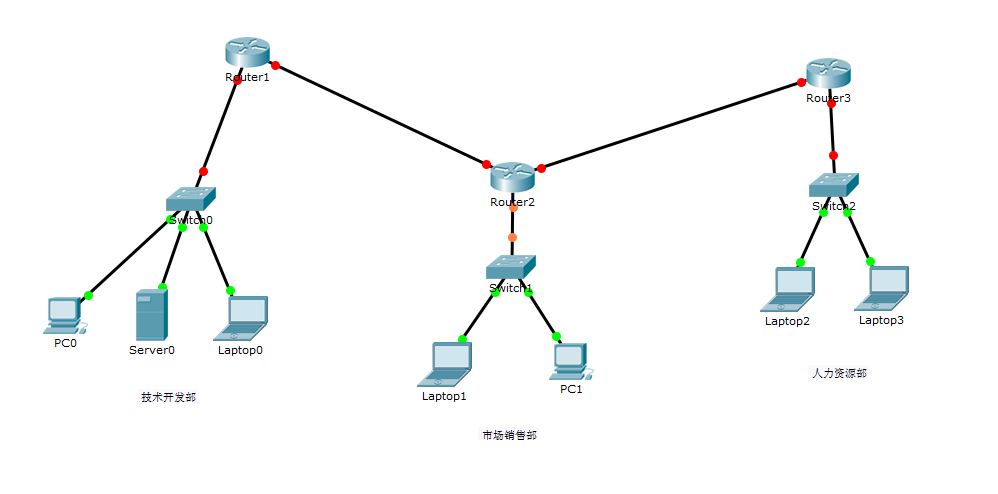 Router1
Router3
Router2
Switch0
Switch2
Switch1
PC0
Server0
Laptop0
Laptop1
PC1
Laptop2
Laptop3
技术开发部
市场销售部
人力资源部